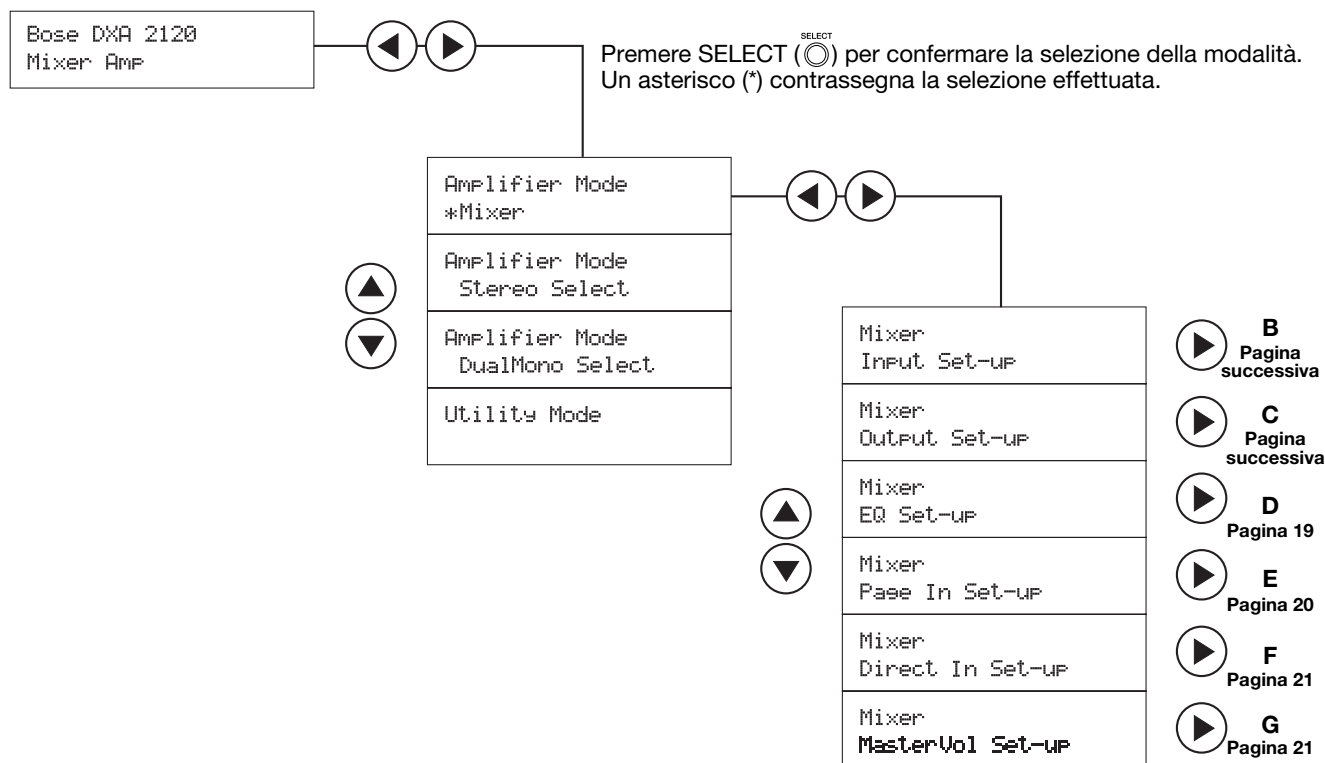 Bose DXA 2120
Mixer Amp
SELECT
Premere SELECT ( ) per confermare la selezione della modalità.
Un asterisco (*) contrassegna la selezione effettuata.
Amplifier Mode
*Mixer
Amplifier Mode
Stereo Select
Amplifier Mode
DualMono Select
Utility Mode
Mixer
Input Set-up
B
Pagina
successiva
Mixer
Output Set-up
C
Pagina
successiva
Mixer
EQ Set-up
D
Pagina 19
Mixer
Page In Set-up
E
Pagina 20
Mixer
Direct In Set-up
F
Pagina 21
Mixer
MasterVol Set-up
G
Pagina 21